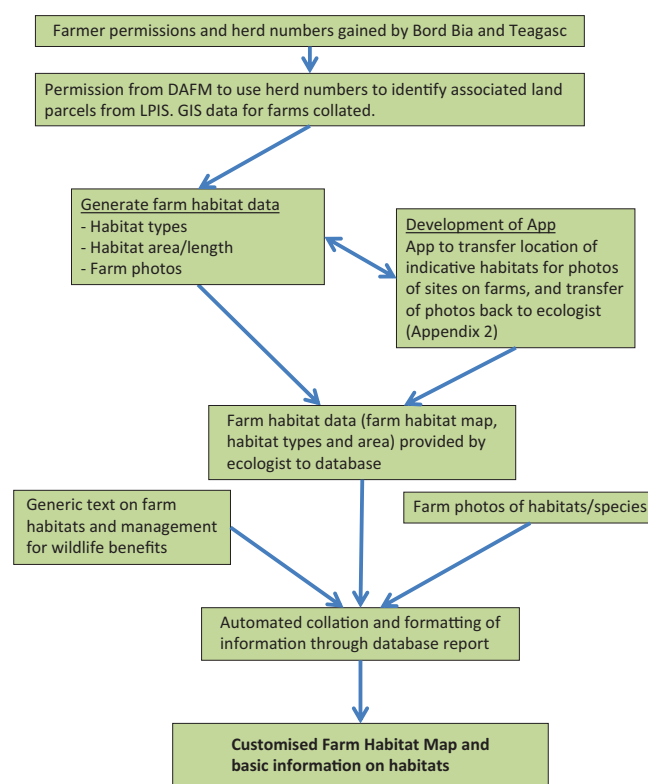 Farmer permissions and herd numbers gained by Bord Bia and Teagasc
Permission from DAFM to use herd numbers to identify associated land
parcels from LPIS. GIS data for farms collated.
Generate farm habitat data
- Habitat types
- Habitat area/length
- Farm photos
Development of App
App to transfer location of
indicative habitats for photos
of sites on farms, and transfer
of photos back to ecologist
(Appendix 2)
Farm habitat data (farm habitat map,
habitat types and area) provided by
ecologist to database
Generic text on farm
habitats and management
for wildlife benefits
Farm photos of habitats/species
Automated collation and formatting of
information through database report
Customised Farm Habitat Map and
basic information on habitats